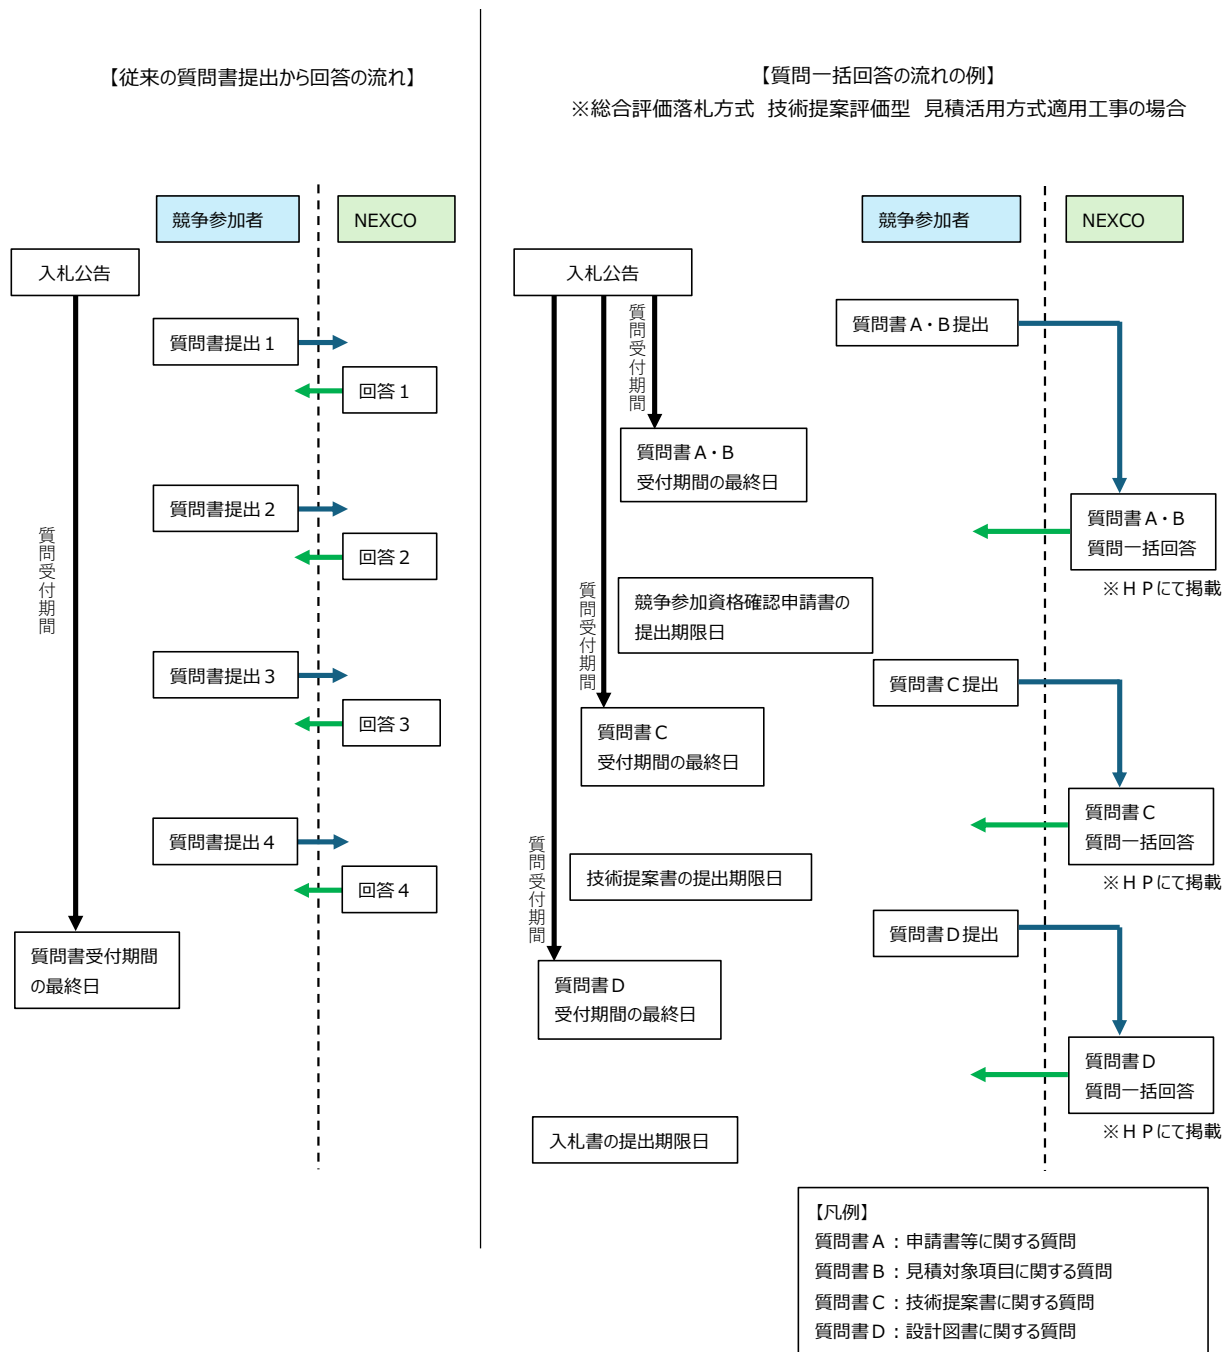 【従来の質問書提出から回答の流れ】
競争参加者
NEXCO
入札公告
質問書提出１
回答１
質問書提出２
回答２
質問受付期間
質問書提出３
回答３
質問書提出４
回答４
質問書受付期間
の最終日
【質問一括回答の流れの例】
※総合評価落札方式 技術提案評価型 見積活用方式適用工事の場合
競争参加者
NEXCO
入札公告
質問受付期間
質問書Ａ・Ｂ提出
質問書Ａ・Ｂ
受付期間の最終日
質問書Ａ・Ｂ
質問一括回答
※ＨＰにて掲載
質問受付期間
競争参加資格確認申請書の
提出期限日
質問書Ｃ提出
質問書Ｃ
受付期間の最終日
質問書Ｃ
質問一括回答
※ＨＰにて掲載
質問受付期間
技術提案書の提出期限日
質問書Ｄ提出
質問書Ｄ
受付期間の最終日
質問書Ｄ
質問一括回答
※ＨＰにて掲載
入札書の提出期限日
【凡例】
質問書Ａ：申請書等に関する質問
質問書Ｂ：見積対象項目に関する質問
質問書Ｃ：技術提案書に関する質問
質問書Ｄ：設計図書に関する質問